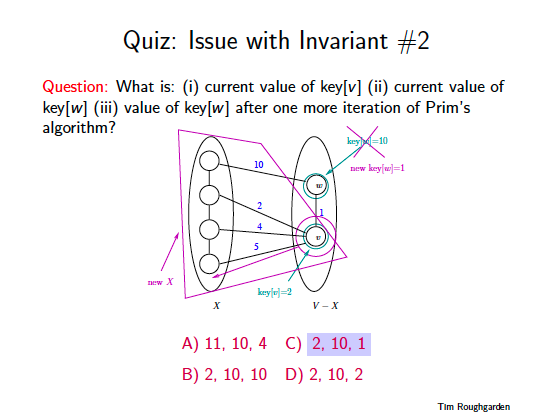 Quiz: Issue with Invariant #2
Question: What is: (i) current value of key[v] (ii) current value of
key[w] (iii) value of key[w] after one more iteration of Prim's
algorithm?
key[w]=10
new key[w]=1
10
w
2
1
4
v
5
new X
key[v]=2
X
V − X
A) 11, 10, 4 C) 2, 10, 1
B) 2, 10, 10 D) 2, 10, 2
Tim Roughgarden